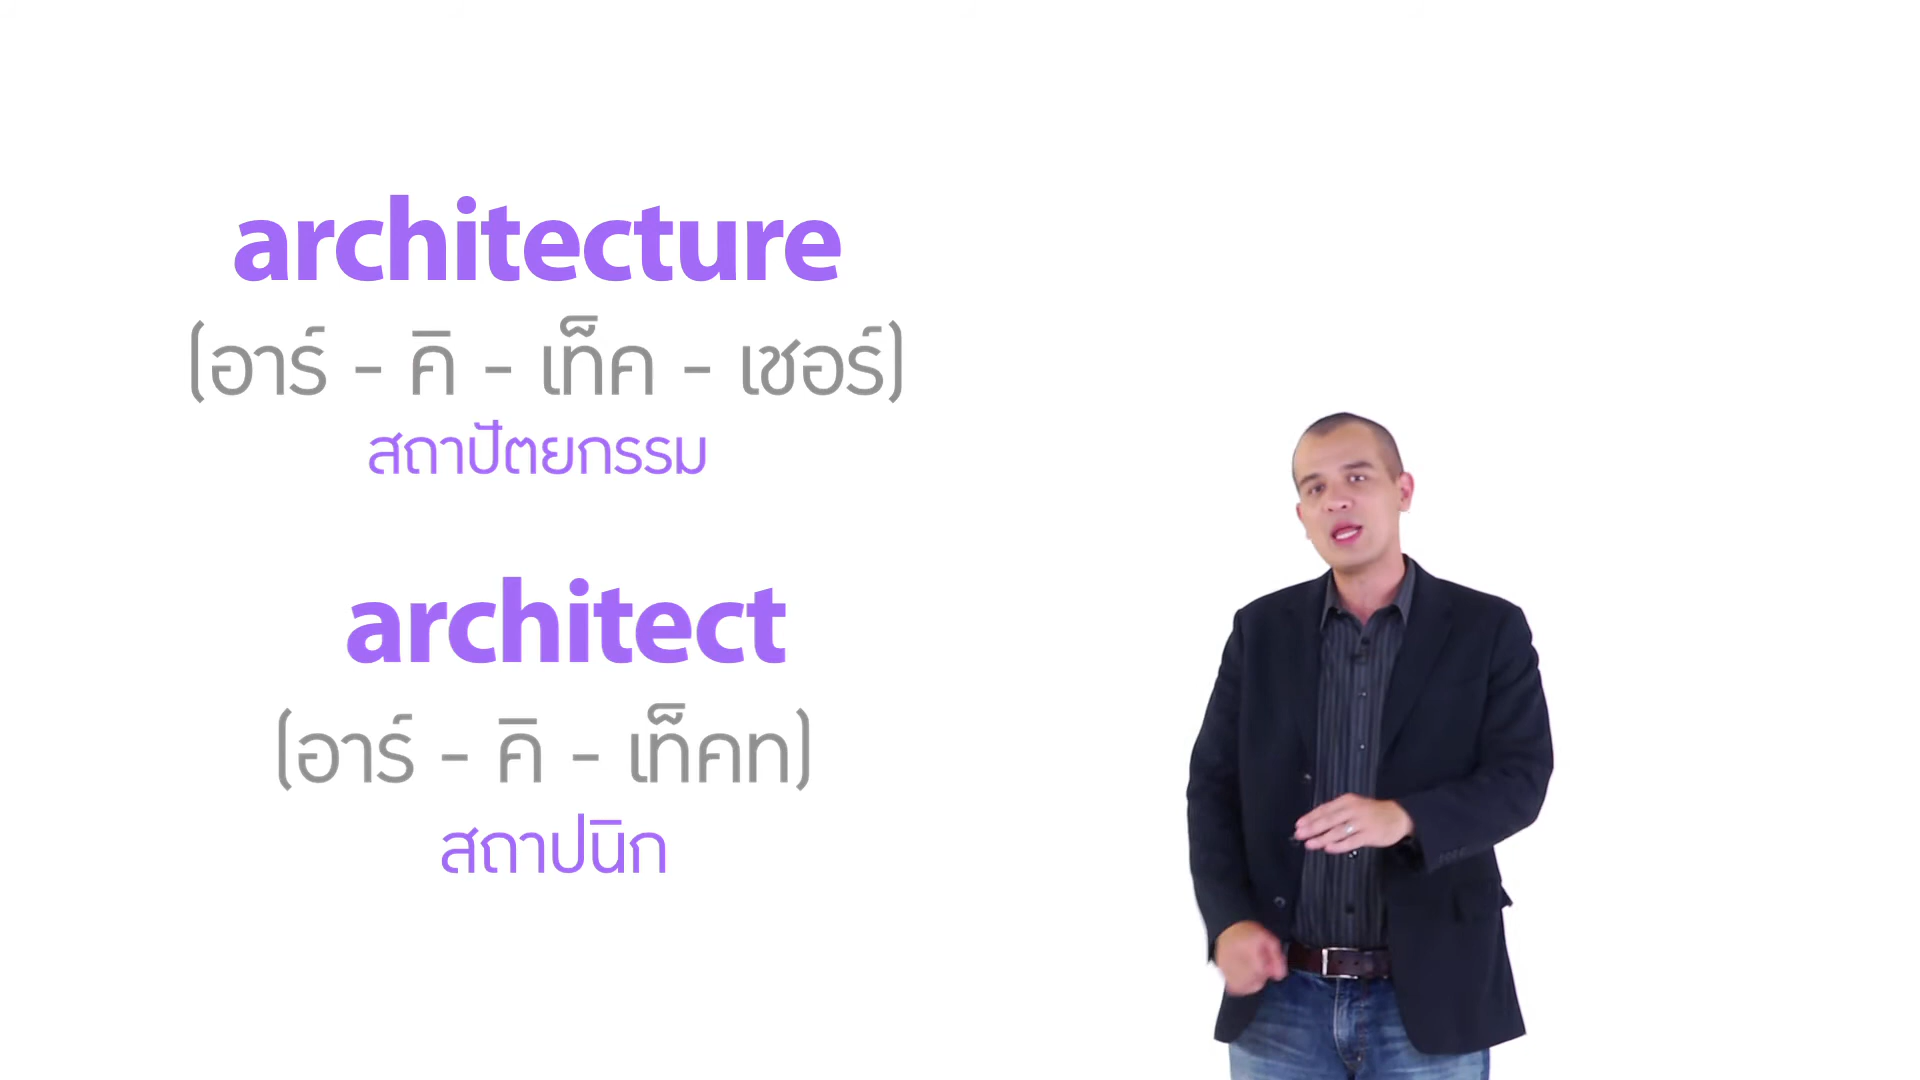 architecture
(อาร์ - คิ - เท็ค - เชอร์)
สถาปัตยกรรม
architect
(อาร์ - คิ - เท็คท)
สถาปนิก